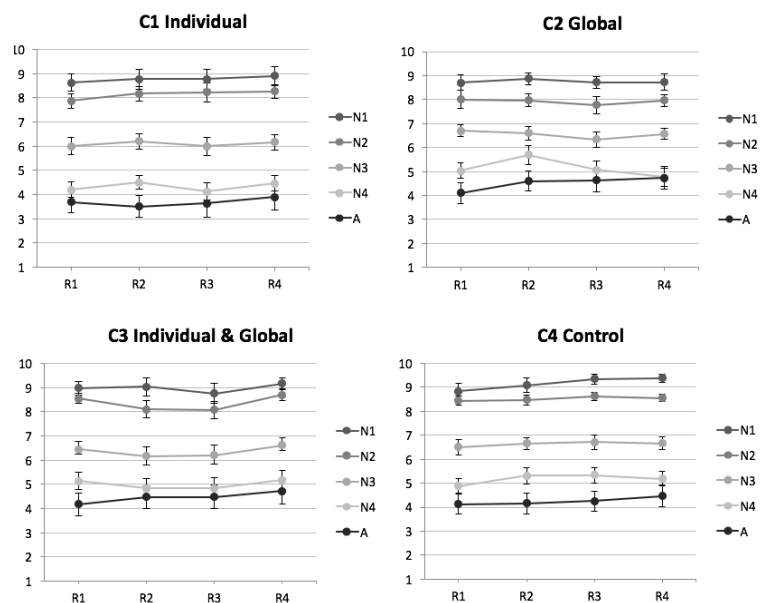 C1 Individual
10
9
8
7
6
5
4
3
2
1
R1 R2 R3 R4
N1
N2
N3
N4
A
C2 Global
10
9
8
7
6
5
4
3
2
1
R1 R2 R3 R4
N1
N2
N3
N4
A
C3 Individual & Global
10
9
8
7
6
5
4
3
2
1
R1 R2 R3 R4
N1
N2
N3
N4
A
C4 Control
10
9
8
7
6
5
4
3
2
1
R1 R2 R3 R4
N1
N2
N3
N4
A